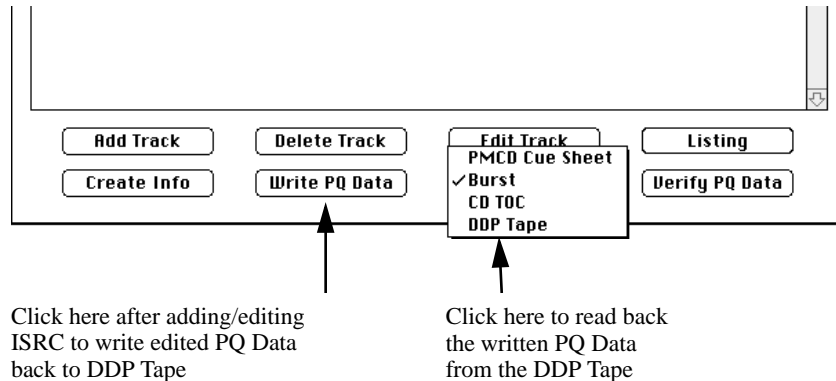 Add Track
Delete Track
Edit Track
Listing
PMCD Cue Sheet
Create Info
Write PQ Data
✓Burst
Verify PQ Data
CD TOC
DDP Tape
Click here after adding/editing
ISRC to write edited PQ Data
back to DDP Tape
Click here to read back
the written PQ Data
from the DDP Tape